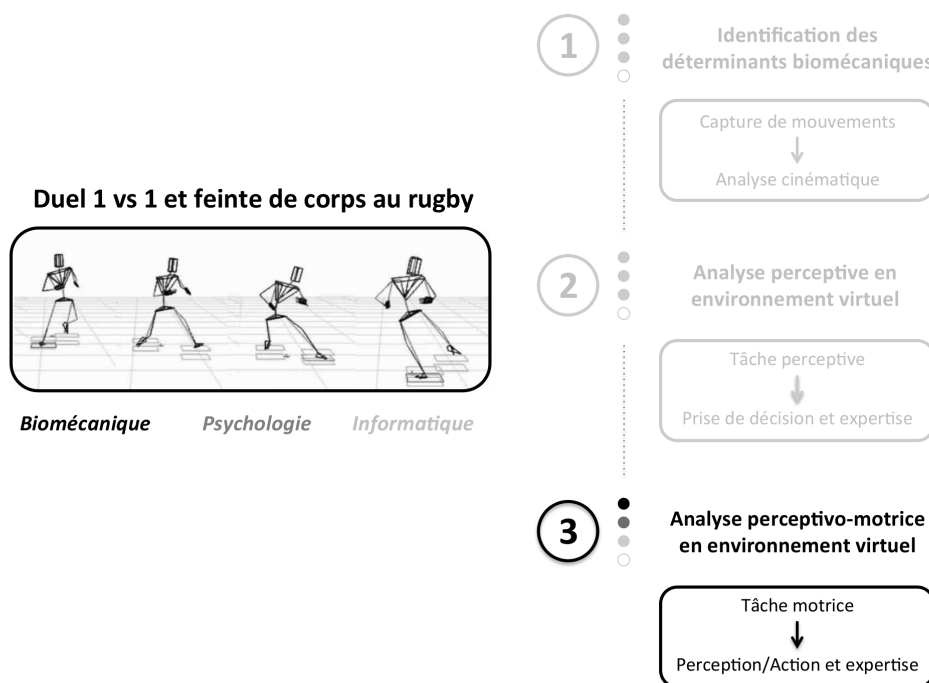 Duel 1 vs 1 et feinte de corps au rugby
Biomécanique Psychologie Informatique
1
Identification des
déterminants biomécaniques
Capture de mouvements
Analyse cinématique
2
Analyse perceptive en
environnement virtuel
Tâche perceptive
Prise de décision et expertise
3
Analyse perceptivo-motrice
en environnement virtuel
Tâche motrice
Perception/Action et expertise